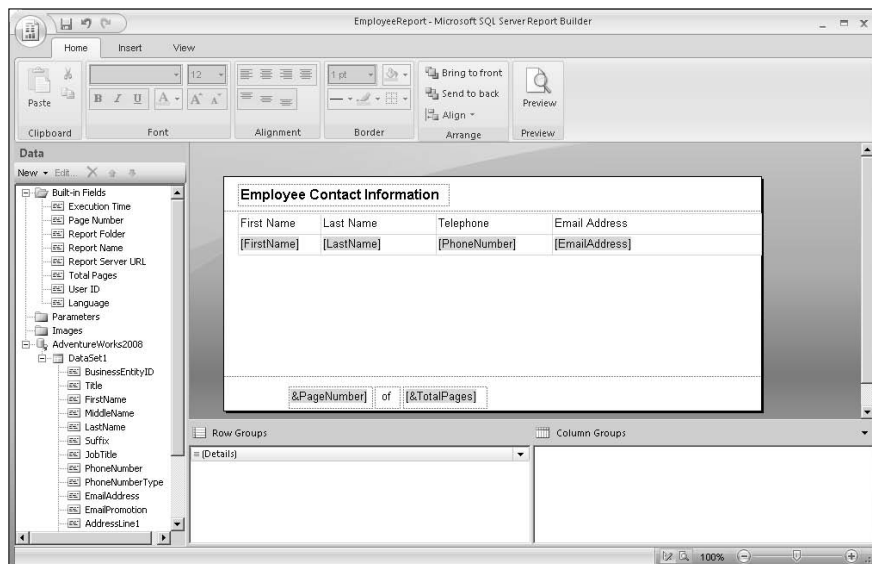 EmployeeReport - Microsoft SQL Server Report Builder
Home Insert View
12 1 pt Bring to front
Paste B I U A A A Send to back Preview
Align
Clipboard Font Alignment Border Arrange Preview
Data
New Edit...
Built-in Fields
Execution Time
Page Number
Report Folder
Report Name
Report Server URL
Total Pages
User ID
Language
Parameters
Images
AdventureWorks2008
DataSet1
BusinessEntityID
Title
FirstName
MiddleName
LastName
Suffix
JobTitle
PhoneNumber
PhoneNumberType
EmailAddress
EmailPromotion
AddressLine1
Employee Contact Information
First Name Last Name Telephone Email Address
[FirstName] [LastName] [PhoneNumber] [EmailAddress]
&PageNumber] of [&TotalPages]
Row Groups Column Groups
(Details)
100%